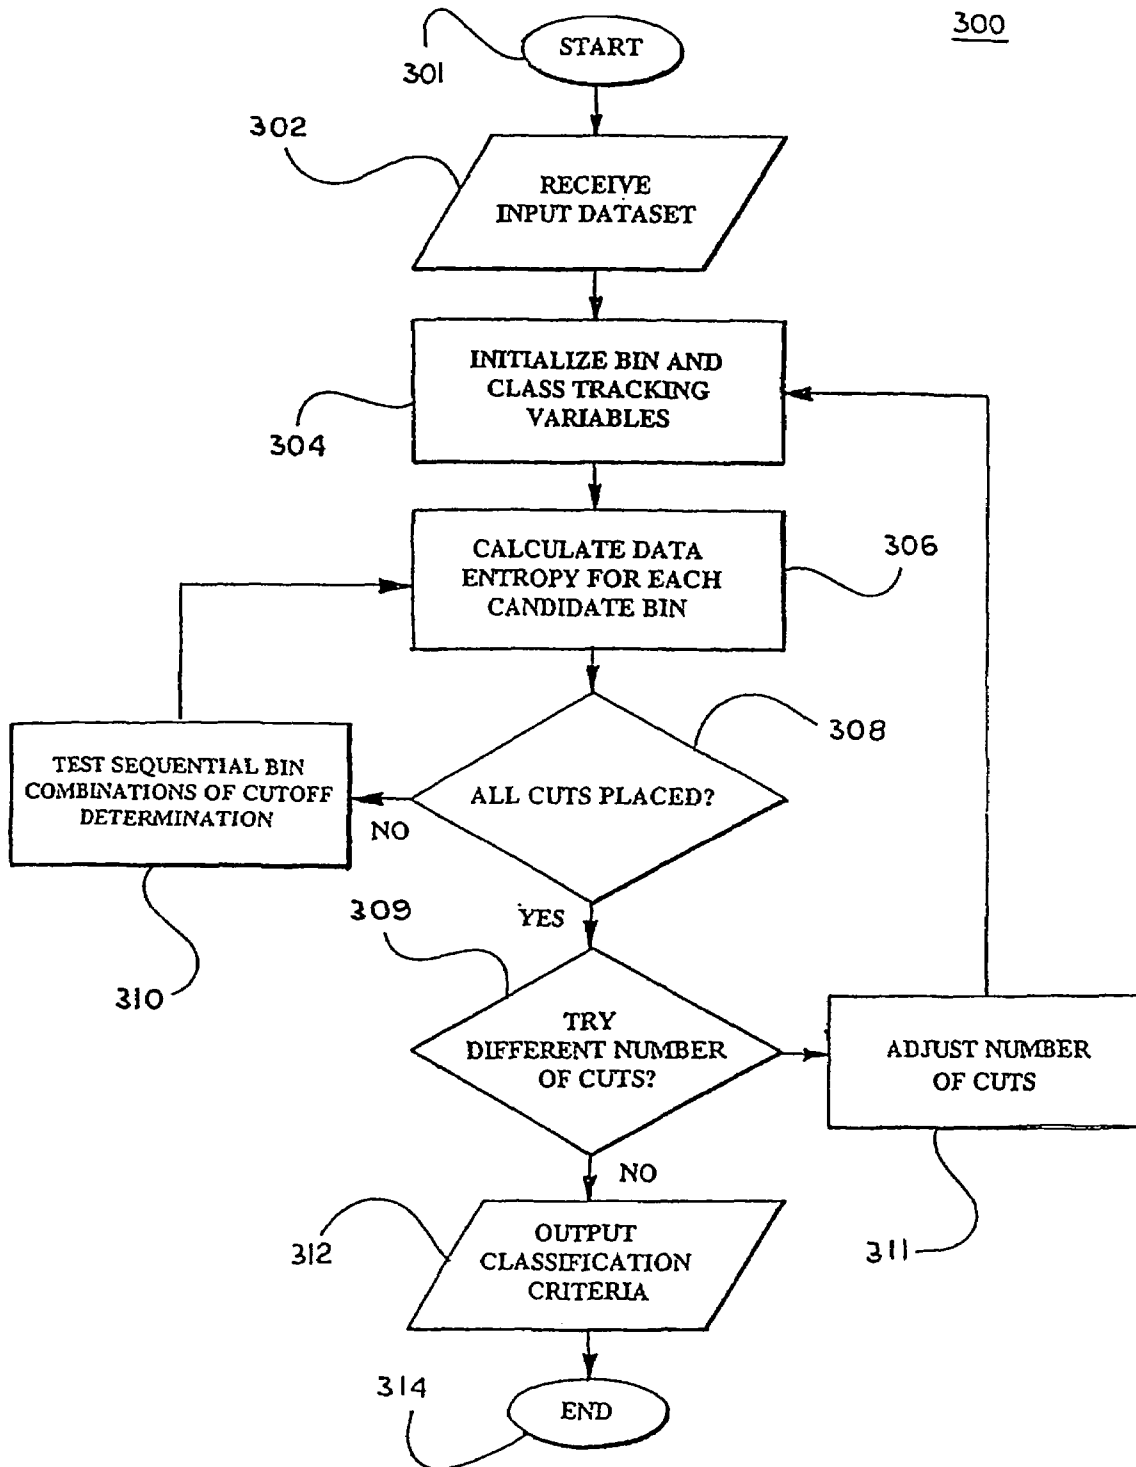 300
START
301
302
RECEIVE
INPUT DATASET
INITIALIZE BIN AND
CLASS TRACKING
VARIABLES
304
CALCULATE DATA
ENTROPY FOR EACH
CANDIDATE BIN
306
308
ALL CUTS PLACED?
TEST SEQUENTIAL BIN
COMBINATIONS OF CUTOFF
DETERMINATION
NO
310
YES
309
TRY
DIFFERENT NUMBER
OF CUTS?
ADJUST NUMBER
OF CUTS
311
NO
312
OUTPUT
CLASSIFICATION
CRITERIA
314
END